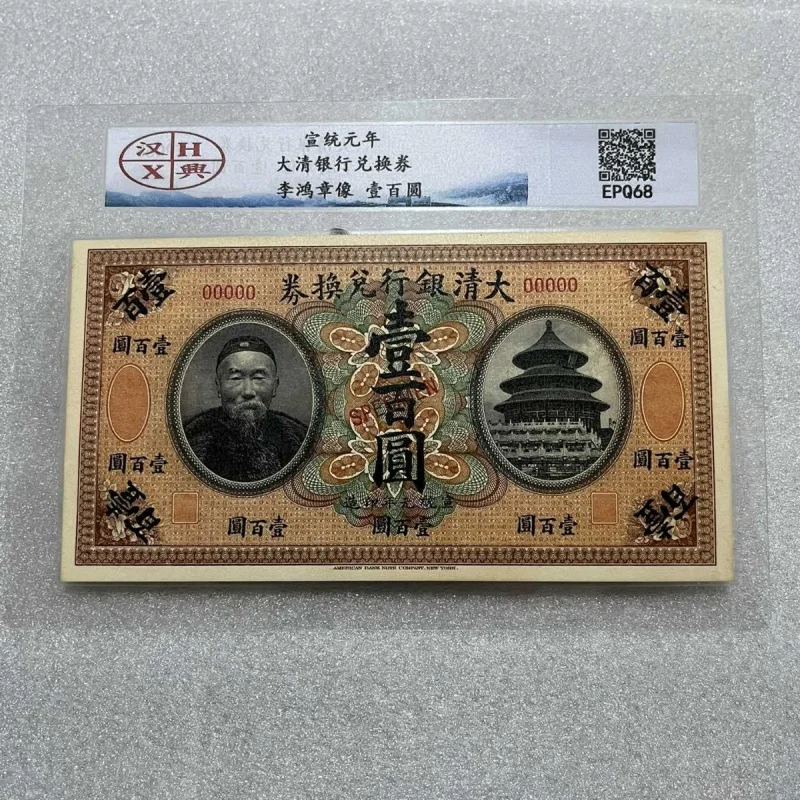 汉 H
X 興
宣统元年
大清银行兑换券
李鸿章像 壹百圆
EPQ68
壹百
壹百
00000
00000
大清銀行兌換券
壹百圓
壹百圓
壹百圓
SPECIMEN
壹百圓
壹百圓
壹百
壹百
壹百圓
壹百圓
AMERICAN BANK NOTE COMPANY, NEW YORK.